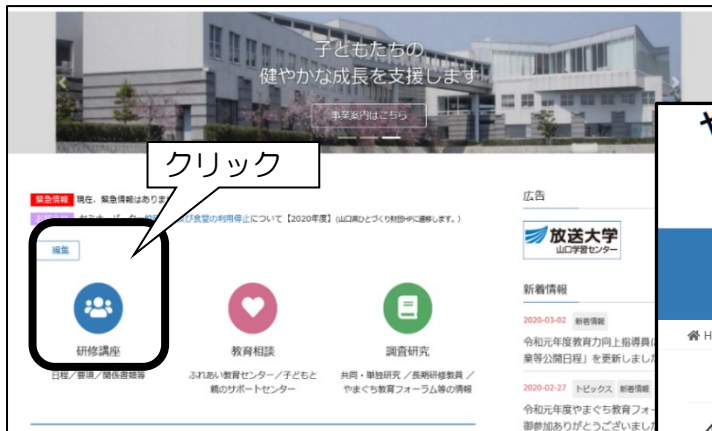 子どもたちの
健やかな成長を支援します
事業案内はこちら
クリック
緊急情報 現在、緊急情報はありま
び食堂の利用停止について【2020年度】(山口県ひとづくり財団HPに遷移します。)
編集
研修講座
日程/要項/関係書類等
教育相談
ふれあい教育センター/子どもと
親のサポートセンター
調査研究
共同・単独研究 /長期研修教員 /
やまぐち教育フォーラム等の情報
広告
放送大学
山口学習センター
新着情報
2020-03-02 新着情報
令和元年度教育力向上指導員
業等公開日程」を更新しまし
2020-02-27 トピックス 新着情報
令和元年度やまぐち教育フォー
御参加ありがとうございまし
H